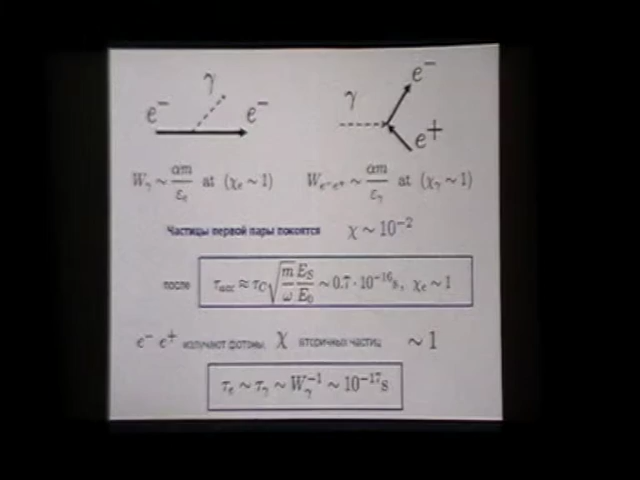 γ e⁻
e⁻ e⁻ γ e⁺
W_γ ~ αm/ε_e at (χ_e ~ 1) W_{e⁻e⁺} ~ αm/ε_γ at (χ_γ ~ 1)
Частицы первой пары покоятся χ ~ 10⁻²
после τ_acc ≈ τ_C √(m/ω) E_S/E_0 ~ 0.7 · 10⁻¹⁶s, χ_e ~ 1
e⁻ e⁺ излучают фотоны, χ вторичных частиц ~ 1
τ_e ~ τ_γ ~ W_γ⁻¹ ~ 10⁻¹⁷s